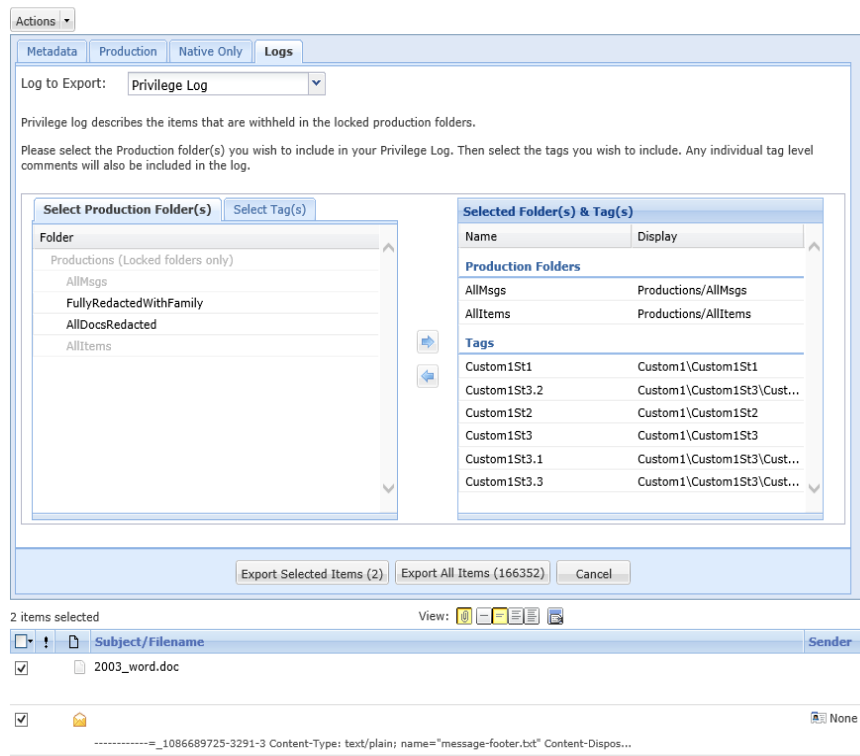 Actions
Metadata Production Native Only Logs
Log to Export: Privilege Log
Privilege log describes the items that are withheld in the locked production folders.
Please select the Production folder(s) you wish to include in your Privilege Log. Then select the tags you wish to include. Any individual tag level
comments will also be included in the log.
Select Production Folder(s) Select Tag(s)
Folder
Productions (Locked folders only)
AllMsgs
FullyRedactedWithFamily
AllDocsRedacted
AllItems
Selected Folder(s) & Tag(s)
Name Display
Production Folders
AllMsgs Productions/AllMsgs
AllItems Productions/AllItems
Tags
Custom1St1 Custom1\Custom1St1
Custom1St3.2 Custom1\Custom1St3\Cust...
Custom1St2 Custom1\Custom1St2
Custom1St3 Custom1\Custom1St3
Custom1St3.1 Custom1\Custom1St3\Cust...
Custom1St3.3 Custom1\Custom1St3\Cust...
Export Selected Items (2) Export All Items (166352) Cancel
2 items selected View:
! Subject/Filename Sender
2003_word.doc
None
------------=_1086689725-3291-3 Content-Type: text/plain; name="message-footer.txt" Content-Dispos...